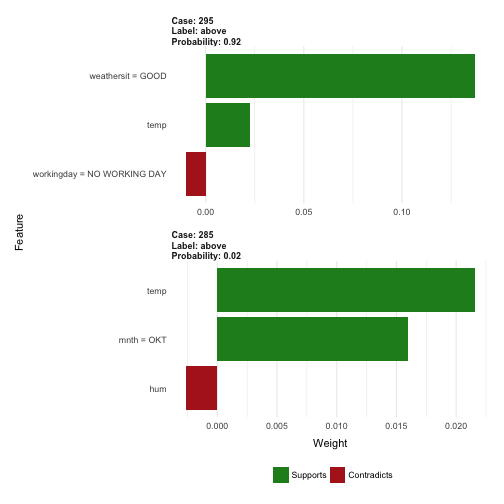 Case: 295
Label: above
Probability: 0.92
weathersit = GOOD
temp
workingday = NO WORKING DAY
0.00
0.05
0.10
Feature
Case: 285
Label: above
Probability: 0.02
temp
mnth = OKT
hum
0.000
0.005
0.010
0.015
0.020
Weight
Supports
Contradicts